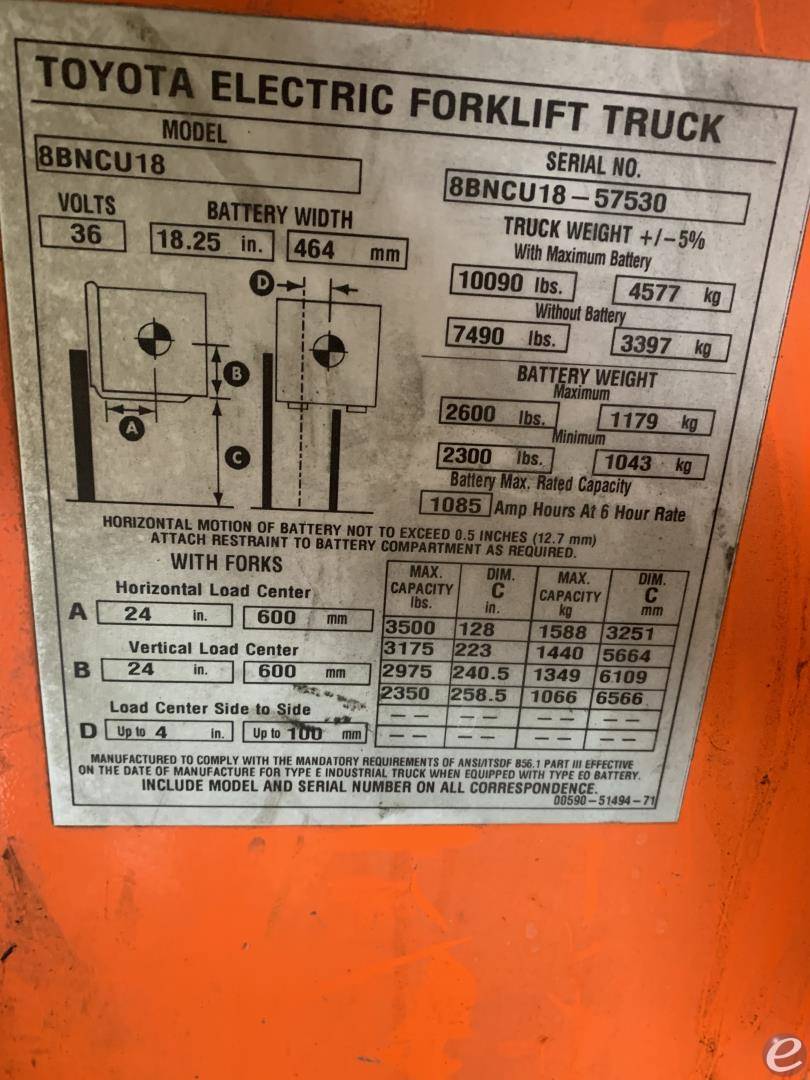 TOYOTA ELECTRIC FORKLIFT TRUCK
MODEL
8BNCU18
SERIAL NO.
8BNCU18-57530
VOLTS
36
BATTERY WIDTH
18.25 in. 464 mm
TRUCK WEIGHT +/-5%
With Maximum Battery
10090 lbs. 4577 kg
Without Battery
7490 lbs. 3397 kg
D
B
A
C
BATTERY WEIGHT
Maximum
2600 lbs. 1179 kg
Minimum
2300 lbs. 1043 kg
Battery Max. Rated Capacity
1085 Amp Hours At 6 Hour Rate
HORIZONTAL MOTION OF BATTERY NOT TO EXCEED 0.5 INCHES (12.7 mm)
ATTACH RESTRAINT TO BATTERY COMPARTMENT AS REQUIRED.
WITH FORKS
Horizontal Load Center
A 24 in. 600 mm
Vertical Load Center
B 24 in. 600 mm
Load Center Side to Side
D Up to 4 in. Up to 100 mm
MAX. CAPACITY lbs. DIM. C in. MAX. CAPACITY kg DIM. C mm
3500 128 1588 3251
3175 223 1440 5664
2975 240.5 1349 6109
2350 258.5 1066 6566
-- -- -- --
-- -- -- --
MANUFACTURED TO COMPLY WITH THE MANDATORY REQUIREMENTS OF ANSI/ITSDF B56.1 PART III EFFECTIVE
ON THE DATE OF MANUFACTURE FOR TYPE E INDUSTRIAL TRUCK WHEN EQUIPPED WITH TYPE EO BATTERY.
INCLUDE MODEL AND SERIAL NUMBER ON ALL CORRESPONDENCE.
00590-51494-71
e